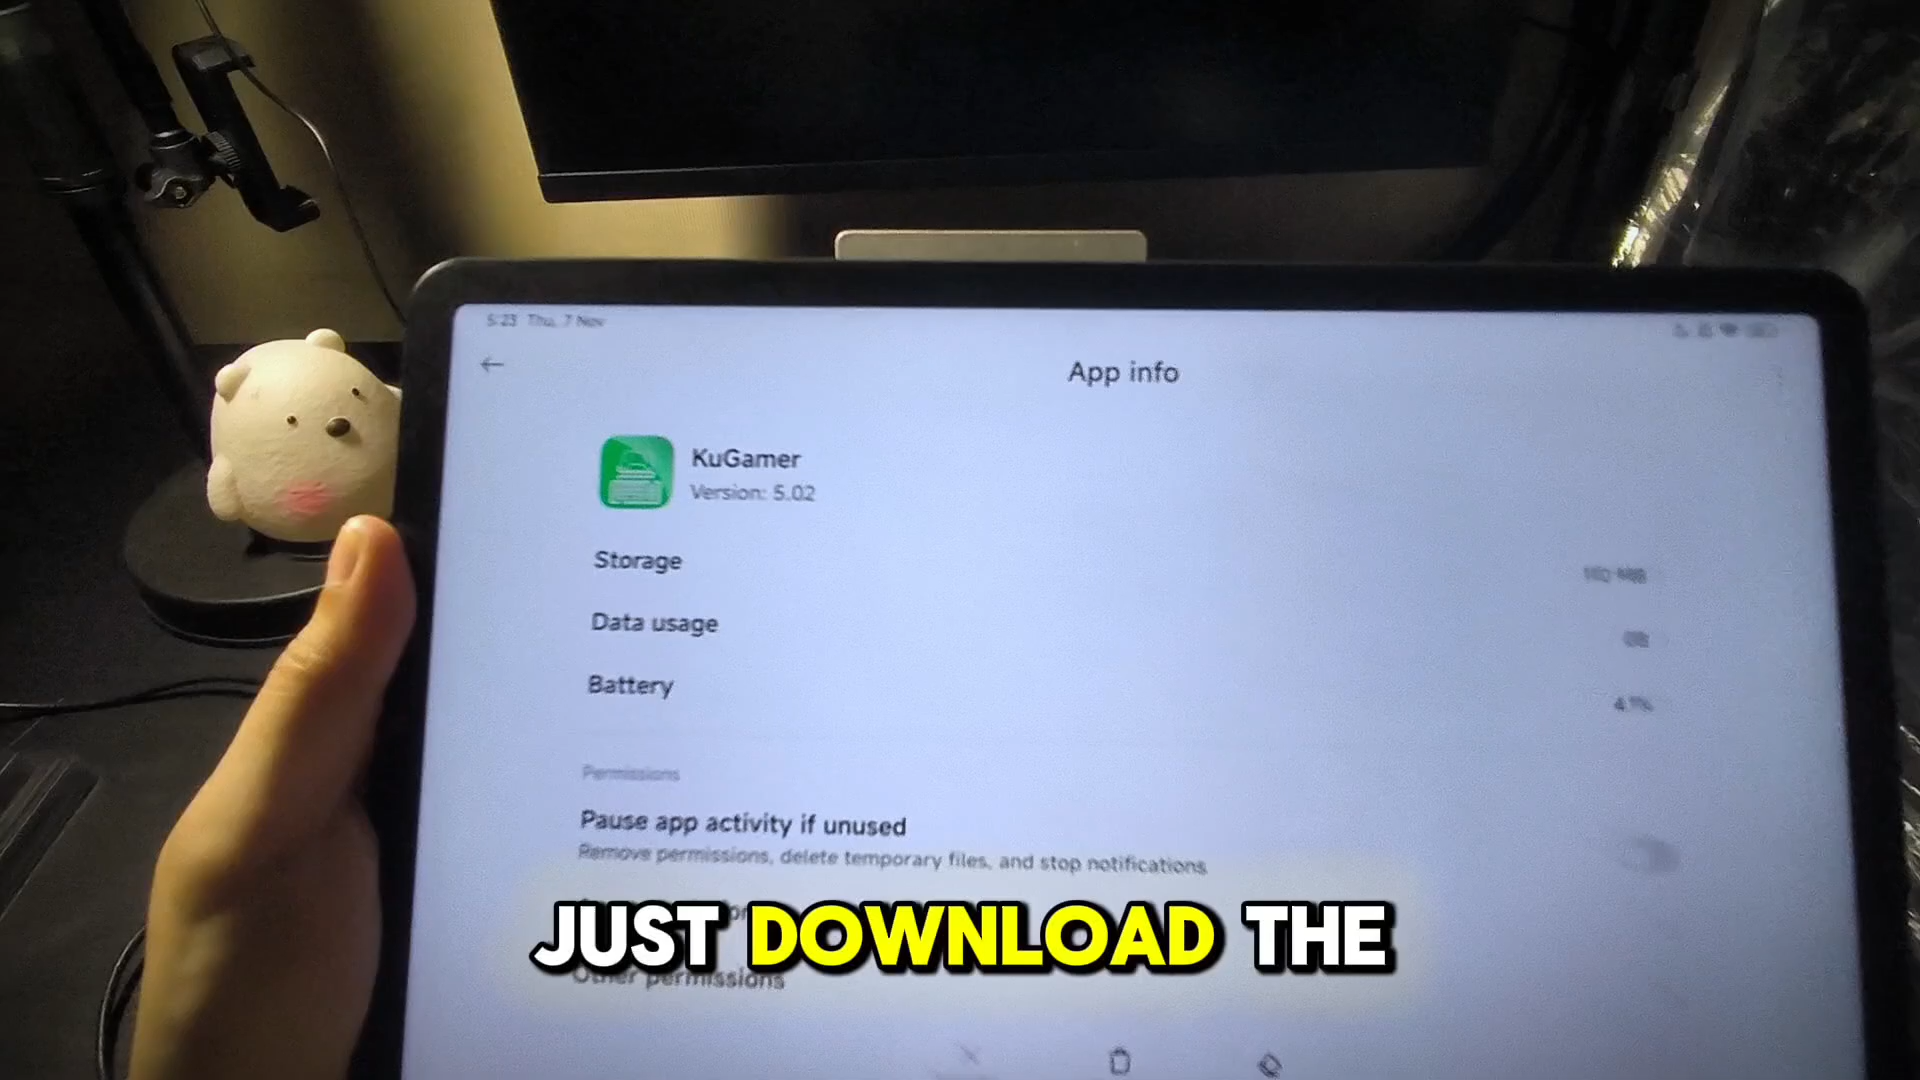 5:23 Thu, 7 Nov
App info
KuGamer
Version: 5.02
Storage
Data usage
Battery
Permissions
Pause app activity if unused
Remove permissions, delete temporary files, and stop notifications
JUST DOWNLOAD THE
Other permissions